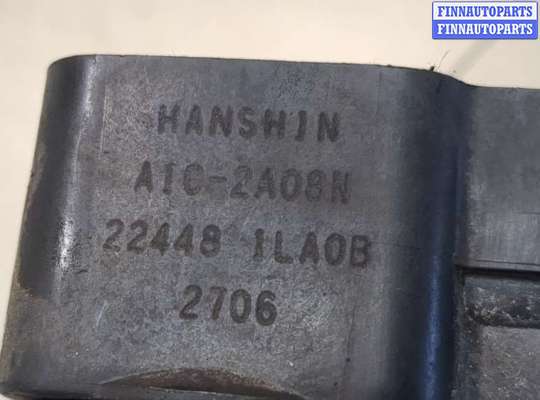 FINNAUTOPARTS
FINNAUTOPARTS
HANSHIN
AIC-2A08N
22448 1LA0B
2706